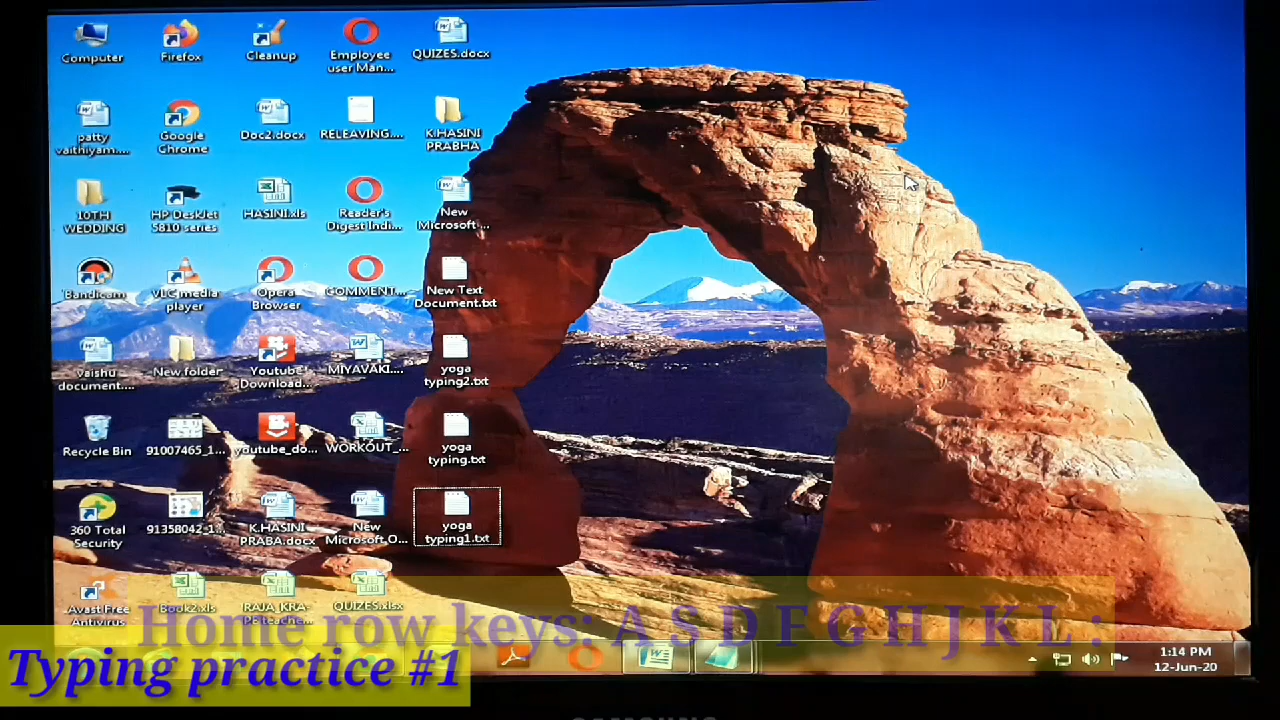 Computer
Firefox
Cleanup
Employee
user Man...
QUIZES.docx
patty
vaithiyam....
Google
Chrome
Doc2.docx
RELEAVING....
K.HASINI
PRABHA
10TH
WEDDING
HP Deskjet
5810 series
HASINI.xls
Reader's
Digest Indi...
New
Microsoft ...
Bandicam
VLC media
player
Opera
Browser
COMMENT...
New Text
Document.txt
vaishu
document....
New folder
Youtube
Download...
MIYAVAKI....
yoga
typing2.txt
Recycle Bin
91007465_1...
youtube_do...
WORKOUT_...
yoga
typing.txt
360 Total
Security
91358042_1...
K.HASINI
PRABA.docx
New
Microsoft O...
yoga
typing1.txt
Avast Free
Antivirus
Book2.xls
RAJA KRA-
QUIZES.xlsx
Home row keys: A S D F G H J K L :
Typing practice #1
1:14 PM
12-Jun-20